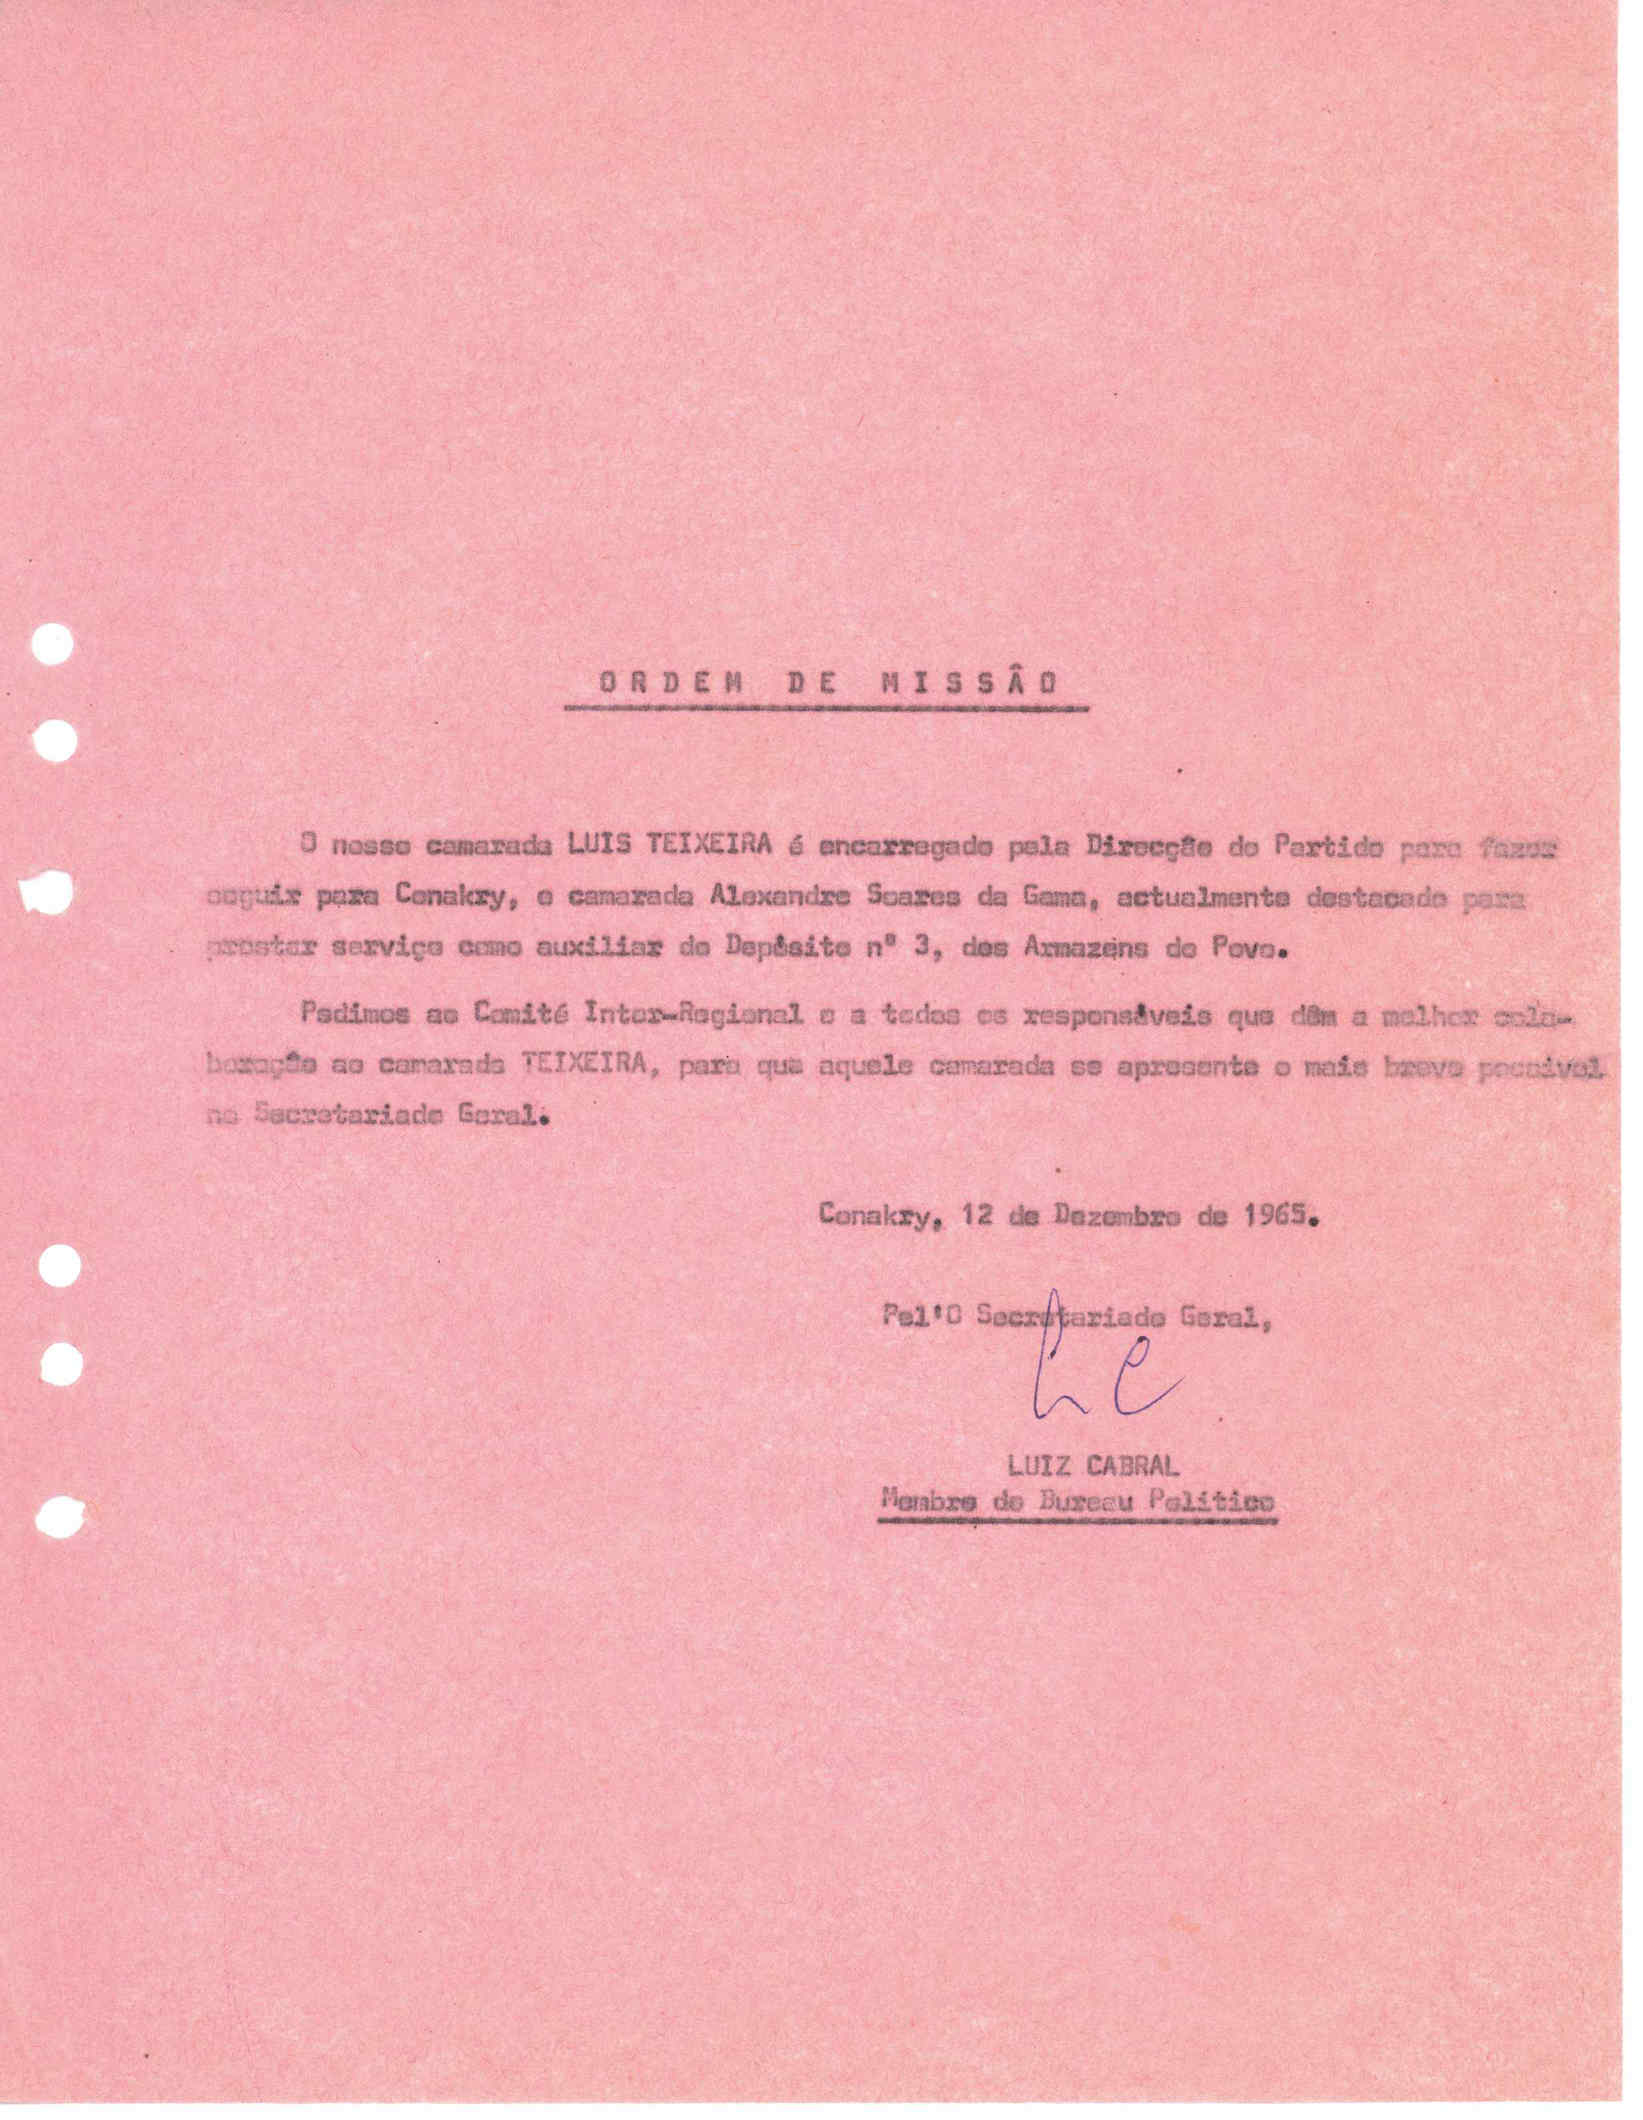 ORDEM DE MISSÃO
O nosso camarada LUIS TEIXEIRA é encarregado pela Direcção do Partido para fazer
seguir para Conakry, o camarada Alexandre Soares da Gama, actualmente destacado para
prestar serviço como auxiliar do Depósito nº 3, dos Armazéns do Povo.
Pedimos ao Comité Inter-Regional e a todos os responsáveis que dêm a melhor cola-
boração ao camarada TEIXEIRA, para que aquele camarada se apresente o mais breve possivel
no Secretariado Geral.
Conakry, 12 de Dezembro de 1965.
Pel'O Secretariado Geral,
LC
LUIZ CABRAL
Membro do Bureau Político